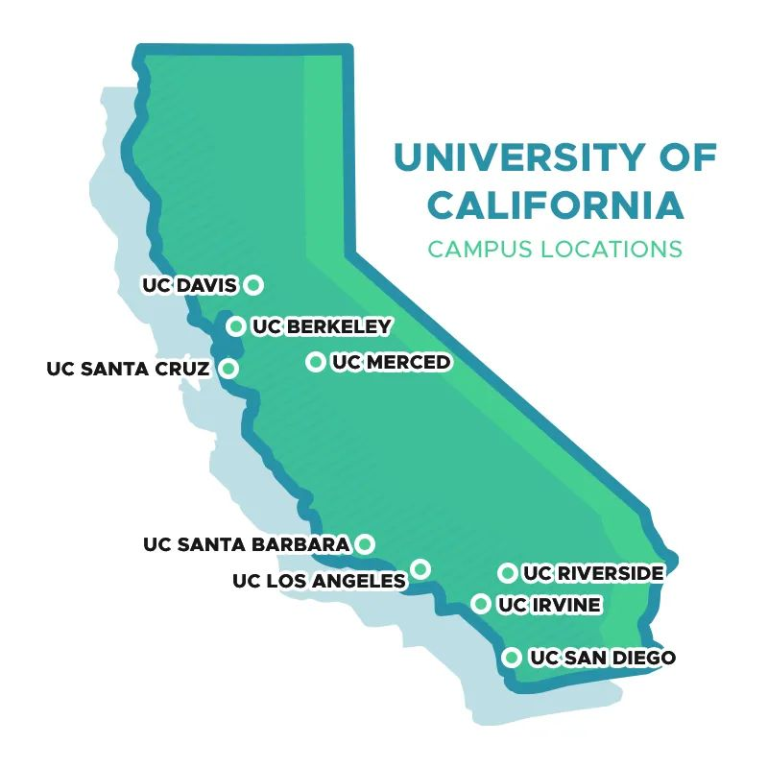 UNIVERSITY OF
CALIFORNIA
CAMPUS LOCATIONS
UC DAVIS
UC BERKELEY
UC MERCED
UC SANTA CRUZ
UC SANTA BARBARA
UC LOS ANGELES
UC RIVERSIDE
UC IRVINE
UC SAN DIEGO